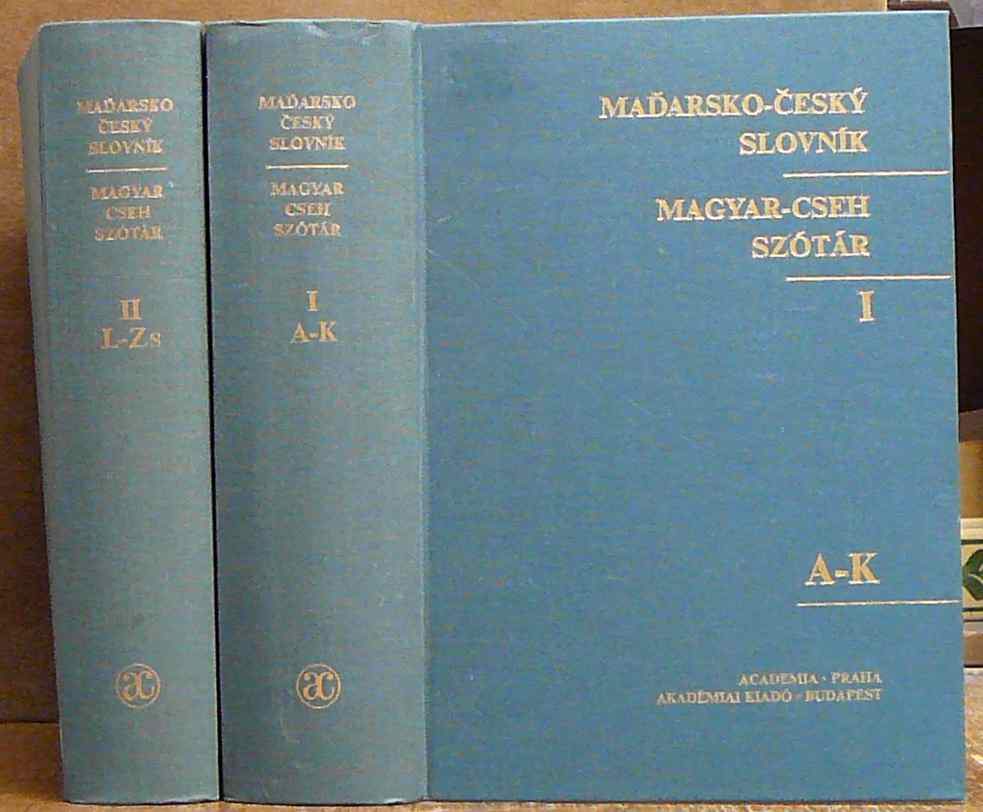 MAĎARSKO
ČESKÝ
SLOVNÍK
MAGYAR
CSEH
SZÓTÁR
II
L-Zs
MAĎARSKO
ČESKÝ
SLOVNÍK
MAGYAR
CSEH
SZÓTÁR
I
A-K
MAĎARSKO-ČESKÝ
SLOVNÍK
MAGYAR-CSEH
SZÓTÁR
I
A-K
ACADEMIA · PRAHA
AKADÉMIAI KIADÓ · BUDAPEST